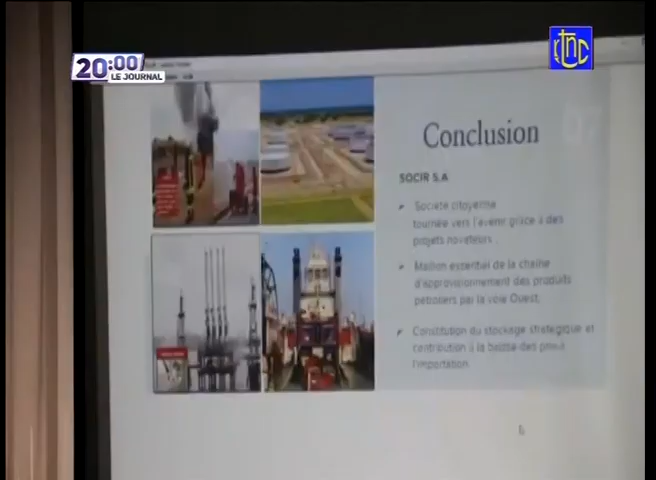 20:00
LE JOURNAL
rtnc
Conclusion
SOCIR S.A
Société citoyenne
tournée vers l'avenir grâce à des
projets novateurs.
Maillon essentiel de la chaine
d'approvisionnement des produits
pétroliers par la voie Ouest.
Constitution du stockage stratégique et
contribution à la baisse des prix à
l'importation